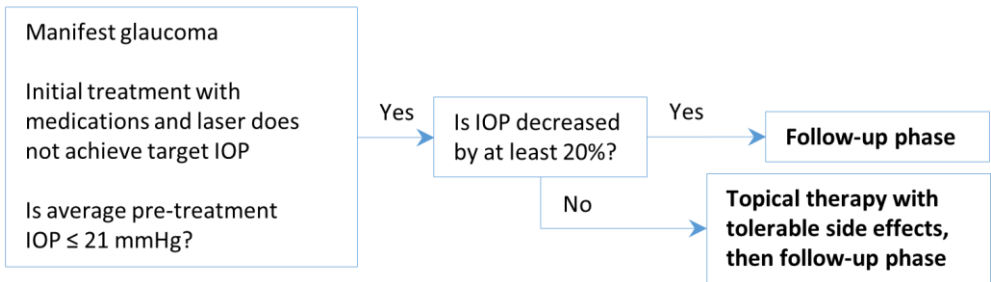 Manifest glaucoma
Initial treatment with
medications and laser does
not achieve target IOP
Is average pre-treatment
IOP ≤ 21 mmHg?
Yes
Is IOP decreased
by at least 20%?
Yes
Follow-up phase
No
Topical therapy with
tolerable side effects,
then follow-up phase